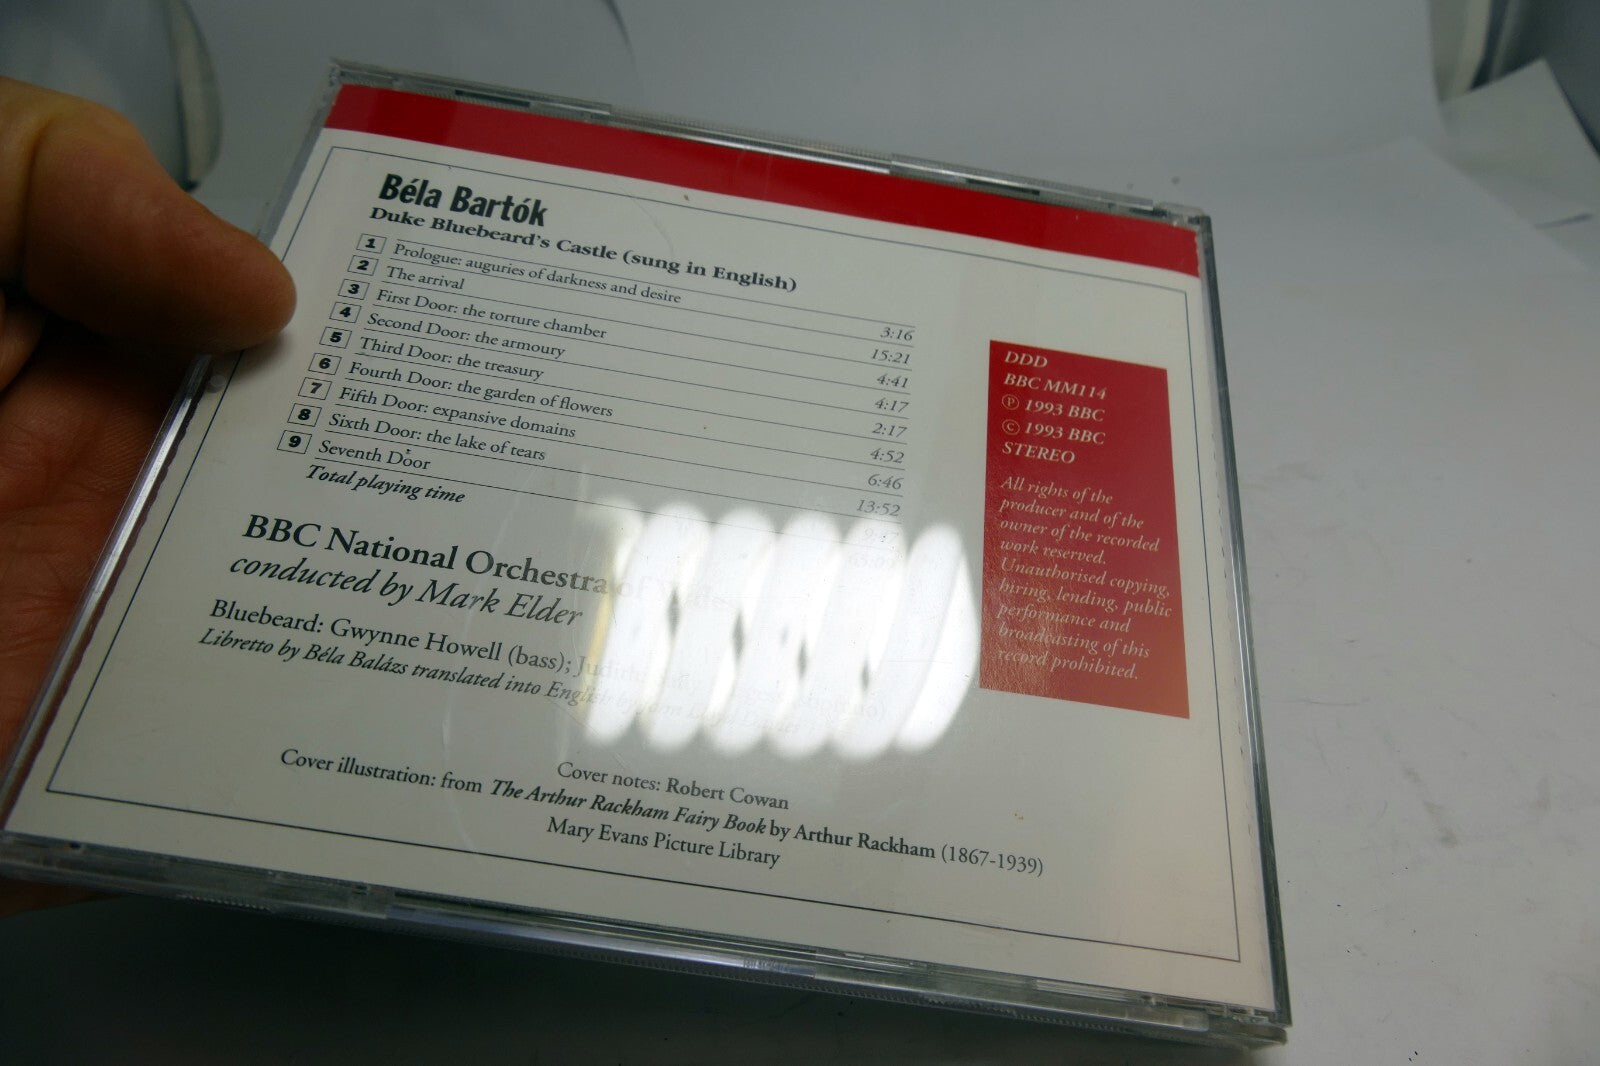 Béla Bartók
Duke Bluebeard's Castle (sung in English)
1 Prologue: auguries of darkness and desire 3:16
2 The arrival 15:21
3 First Door: the torture chamber 4:41
4 Second Door: the armoury 4:17
5 Third Door: the treasury 2:17
6 Fourth Door: the garden of flowers 4:52
7 Fifth Door: expansive domains 6:46
8 Sixth Door: the lake of tears 13:52
9 Seventh Door 9:47
Total playing time
BBC National Orchestra of
conducted by Mark Elder
Bluebeard: Gwynne Howell (bass); Judith:
Libretto by Béla Balázs translated into English by John
Cover notes: Robert Cowan
Cover illustration: from The Arthur Rackham Fairy Book by Arthur Rackham (1867-1939)
Mary Evans Picture Library
DDD
BBC MM114
Ⓟ 1993 BBC
© 1993 BBC
STEREO
All rights of the
producer and of the
owner of the recorded
work reserved.
Unauthorised copying,
hiring, lending, public
performance and
broadcasting of this
record prohibited.